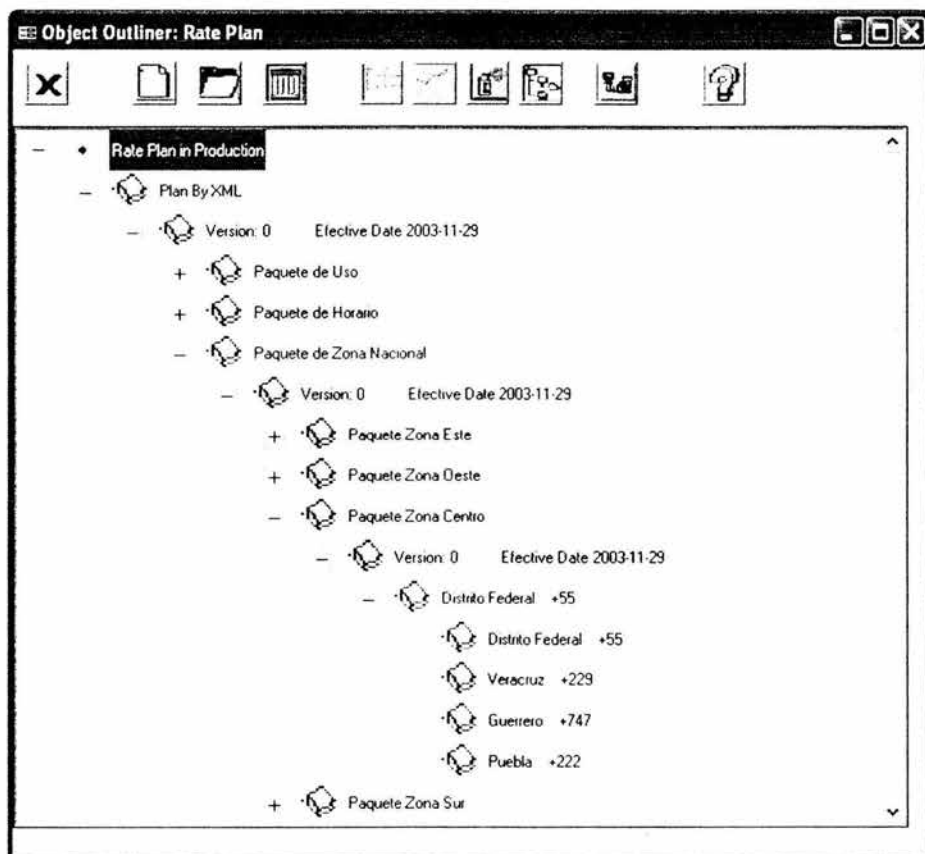 Object Outliner: Rate Plan
Rate Plan in Production
Plan By XML
Version: 0 Efective Date 2003-11-29
Paquete de Uso
Paquete de Horario
Paquete de Zona Nacional
Version: 0 Efective Date 2003-11-29
Paquete Zona Este
Paquete Zona Oeste
Paquete Zona Centro
Version: 0 Efective Date 2003-11-29
Distrito Federal +55
Distrito Federal +55
Veracruz +229
Guerrero +747
Puebla +222
Paquete Zona Sur